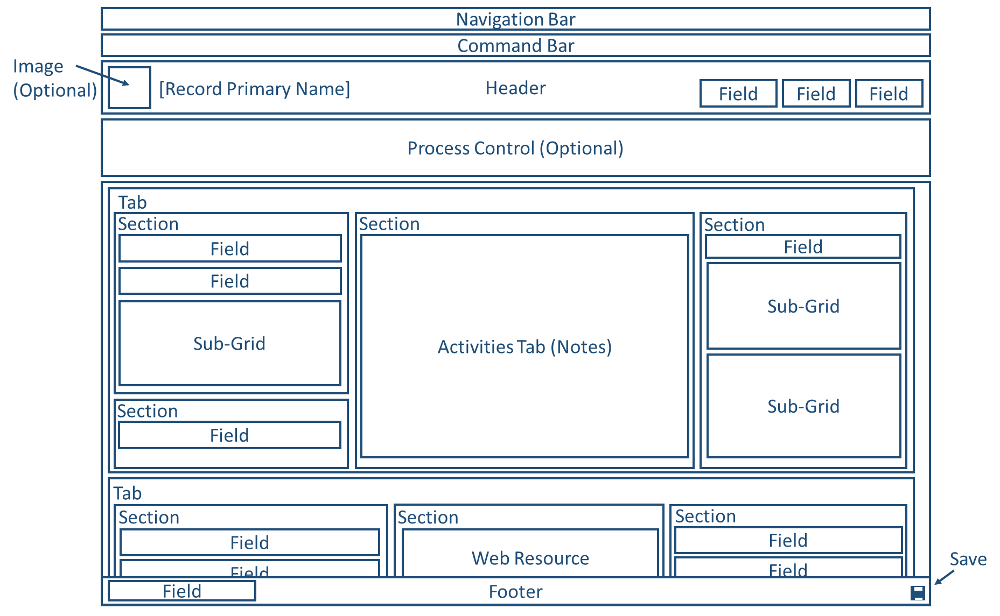 Navigation Bar
Command Bar
Image
(Optional)
[Record Primary Name]
Header
Field
Field
Field
Process Control (Optional)
Tab
Section
Field
Field
Sub-Grid
Section
Field
Section
Activities Tab (Notes)
Section
Field
Sub-Grid
Sub-Grid
Tab
Section
Field
Field
Section
Web Resource
Section
Field
Field
Save
Field
Footer